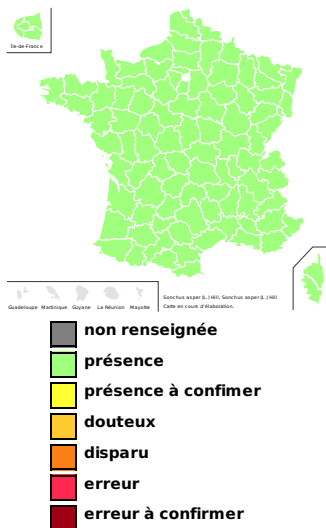 Île-de-France
Guadeloupe Martinique Guyane La Réunion Mayotte
Sonchus asper (L.) Hill, Sonchus asper (L.) Hill
Carte en cours d'élaboration.
non renseignée
présence
présence à confimer
douteux
disparu
erreur
erreur à confirmer